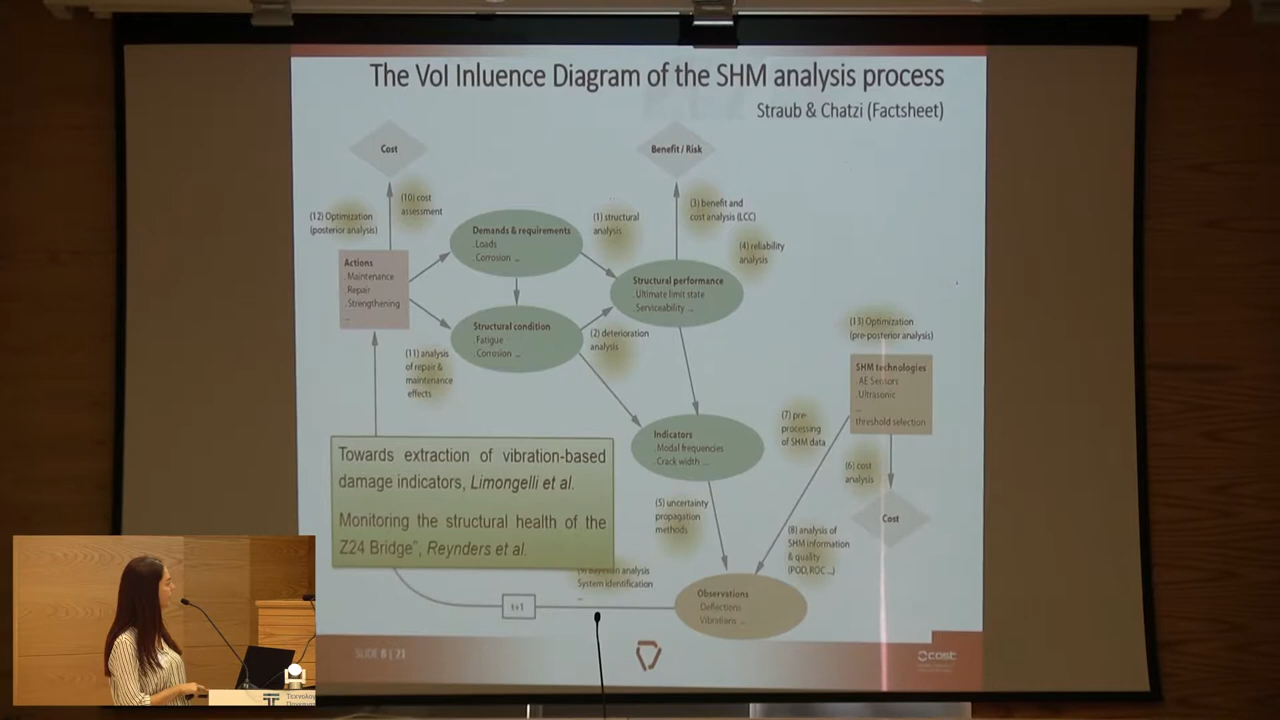 The VoI Inluence Diagram of the SHM analysis process
Straub & Chatzi (Factsheet)
Cost
Benefit / Risk
(10) cost
assessment
(12) Optimization
(posterior analysis)
(1) structural
analysis
(3) benefit and
cost analysis (LCC)
(4) reliability
analysis
Demands & requirements
. Loads
. Corrosion ...
Actions
. Maintenance
. Repair
. Strengthening
...
Structural performance
. Ultimate limit state
. Serviceability ...
Structural condition
. Fatigue
. Corrosion ...
(2) deterioration
analysis
(11) analysis
of repair &
maintenance
effects
(13) Optimization
(pre-posterior analysis)
SHM technologies
. AE Sensors
. Ultrasonic
...
threshold selection
Indicators
. Modal frequencies
. Crack width ...
(7) pre-
processing
of SHM data
(6) cost
analysis
Cost
Towards extraction of vibration-based
damage indicators, Limongelli et al.
Monitoring the structural health of the
Z24 Bridge", Reynders et al.
(5) uncertainty
propagation
methods
(8) analysis of
SHM information
& quality
(POD, ROC ...)
(9) Bayesian analysis
System identification
...
Observations
. Deflections
. Vibrations ...
t+1
SLIDE 8 | 21
cost